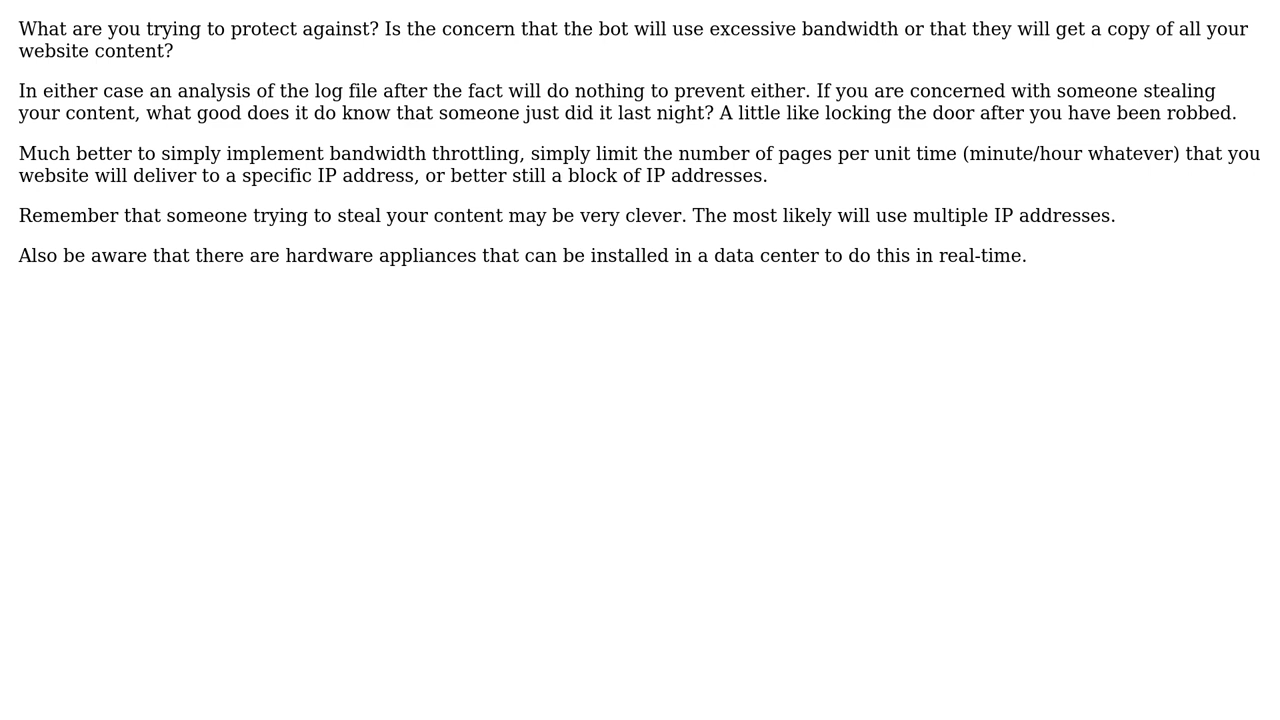 What are you trying to protect against? Is the concern that the bot will use excessive bandwidth or that they will get a copy of all your
website content?
In either case an analysis of the log file after the fact will do nothing to prevent either. If you are concerned with someone stealing
your content, what good does it do know that someone just did it last night? A little like locking the door after you have been robbed.
Much better to simply implement bandwidth throttling, simply limit the number of pages per unit time (minute/hour whatever) that you
website will deliver to a specific IP address, or better still a block of IP addresses.
Remember that someone trying to steal your content may be very clever. The most likely will use multiple IP addresses.
Also be aware that there are hardware appliances that can be installed in a data center to do this in real-time.